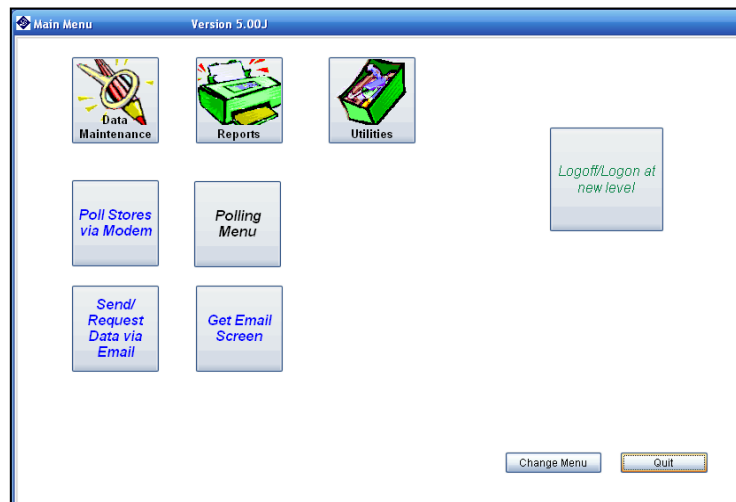 Main Menu Version 5.00J
Data
Maintenance
Reports
Utilities
Logoff/Logon at
new level
Poll Stores
via Modem
Polling
Menu
Send/
Request
Data via
Email
Get Email
Screen
Change Menu
Quit